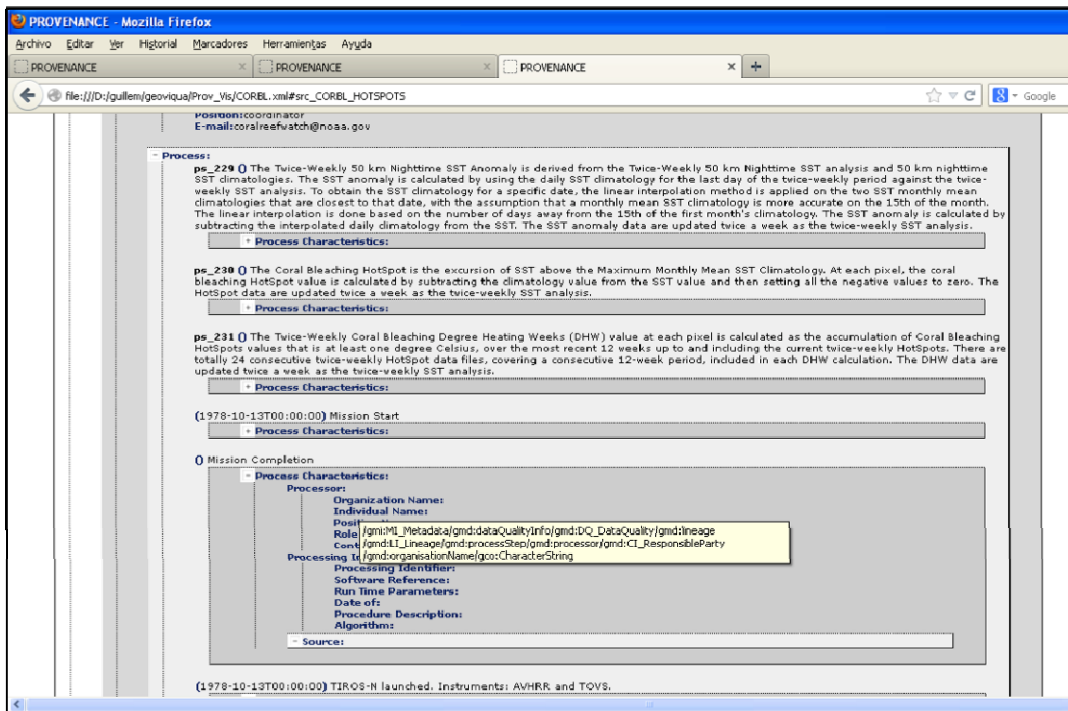 PROVENANCE - Mozilla Firefox
Archivo Editar Ver Historial Marcadores Herramientas Ayuda
PROVENANCE × PROVENANCE × PROVENANCE × +
file:///D:/guillem/geoviqua/Prov_Vis/CORBL.xml#src_CORBL_HOTSPOTS Google
Position:coordinator
E-mail:coralreefwatch@noaa.gov
- Process:
ps_229 () The Twice-Weekly 50 km Nighttime SST Anomaly is derived from the Twice-Weekly 50 km Nighttime SST analysis and 50 km nighttime
SST climatologies. The SST anomaly is calculated by using the daily SST climatology for the last day of the twice-weekly period against the twice-
weekly SST analysis. To obtain the SST climatology for a specific date, the linear interpolation method is applied on the two SST monthly mean
climatologies that are closest to that date, with the assumption that a monthly mean SST climatology is more accurate on the 15th of the month.
The linear interpolation is done based on the number of days away from the 15th of the first month's climatology. The SST anomaly is calculated by
subtracting the interpolated daily climatology from the SST. The SST anomaly data are updated twice a week as the twice-weekly SST analysis.
+ Process Characteristics:
ps_230 () The Coral Bleaching HotSpot is the excursion of SST above the Maximum Monthly Mean SST Climatology. At each pixel, the coral
bleaching HotSpot value is calculated by subtracting the climatology value from the SST value and then setting all the negative values to zero. The
HotSpot data are updated twice a week as the twice-weekly SST analysis.
+ Process Characteristics:
ps_231 () The Twice-Weekly Coral Bleaching Degree Heating Weeks (DHW) value at each pixel is calculated as the accumulation of Coral Bleaching
HotSpots values that is at least one degree Celsius, over the most recent 12 weeks up to and including the current twice-weekly HotSpots. There are
totally 24 consecutive twice-weekly HotSpot data files, covering a consecutive 12-week period, included in each DHW calculation. The DHW data are
updated twice a week as the twice-weekly SST analysis.
+ Process Characteristics:
(1978-10-13T00:00:00) Mission Start
+ Process Characteristics:
() Mission Completion
- Process Characteristics:
Processor:
Organization Name:
Individual Name:
/gmi:MI_Metadata/gmd:dataQualityInfo/gmd:DQ_DataQuality/gmd:lineage
Role /gmd:LI_Lineage/gmd:processStep/gmd:processor/gmd:CI_ResponsibleParty
/gmd:organisationName/gco:CharacterString
Processing
Processing Identifier:
Software Reference:
Run Time Parameters:
Date of:
Procedure Description:
Algorithm:
- Source:
(1978-10-13T00:00:00) TIROS-N launched. Instruments: AVHRR and TOVS.